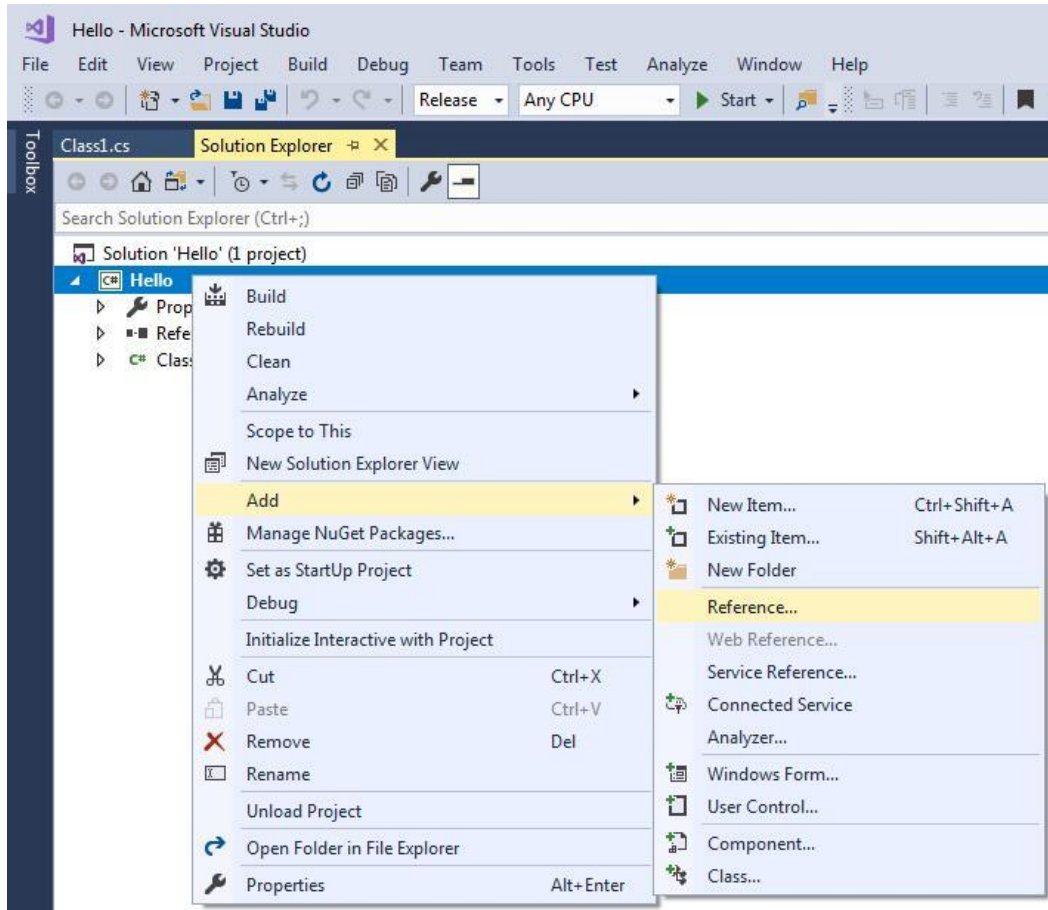 Hello - Microsoft Visual Studio
File Edit View Project Build Debug Team Tools Test Analyze Window Help
Release Any CPU Start
Toolbox
Class1.cs Solution Explorer
Search Solution Explorer (Ctrl+;)
Solution 'Hello' (1 project)
C# Hello
Prop
Refe
C# Clas
Build
Rebuild
Clean
Analyze
Scope to This
New Solution Explorer View
Add
Manage NuGet Packages...
Set as StartUp Project
Debug
Initialize Interactive with Project
Cut Ctrl+X
Paste Ctrl+V
Remove Del
Rename
Unload Project
Open Folder in File Explorer
Properties Alt+Enter
New Item... Ctrl+Shift+A
Existing Item... Shift+Alt+A
New Folder
Reference...
Web Reference...
Service Reference...
Connected Service
Analyzer...
Windows Form...
User Control...
Component...
Class...